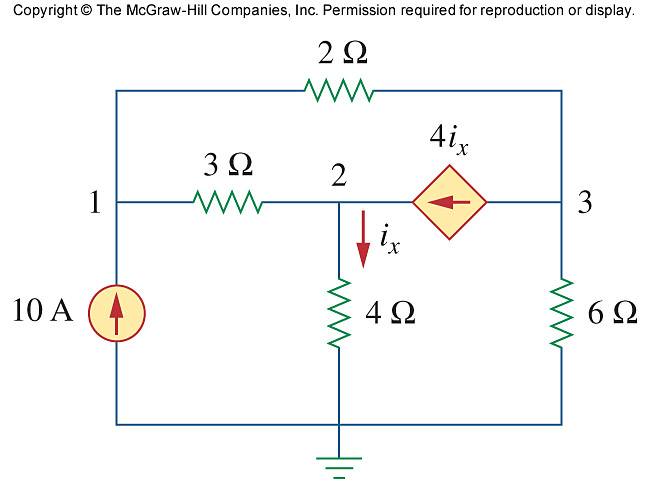 Copyright © The McGraw-Hill Companies, Inc. Permission required for reproduction or display.
2 Ω
4iₓ
3 Ω
2
1
3
iₓ
10 A
4 Ω
6 Ω